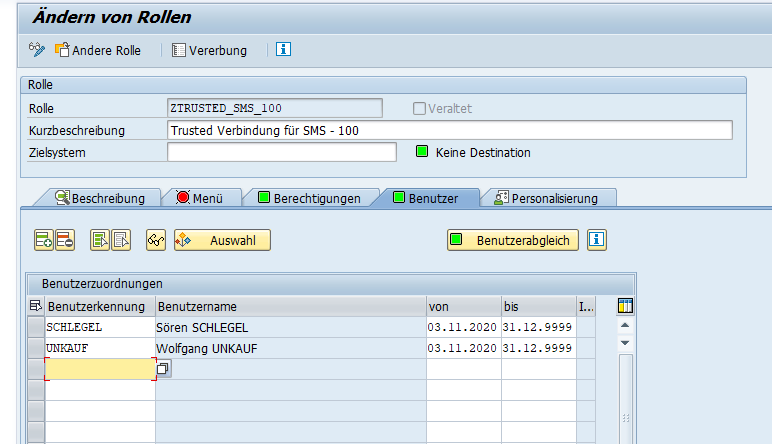 Ändern von Rollen
Andere Rolle Vererbung
Rolle
Rolle ZTRUSTED_SMS_100 Veraltet
Kurzbeschreibung Trusted Verbindung für SMS - 100
Zielsystem Keine Destination
Beschreibung Menü Berechtigungen Benutzer Personalisierung
Auswahl Benutzerabgleich
Benutzerzuordnungen
Benutzerkennung Benutzername von bis I...
SCHLEGEL Sören SCHLEGEL 03.11.2020 31.12.9999
UNKAUF Wolfgang UNKAUF 03.11.2020 31.12.9999